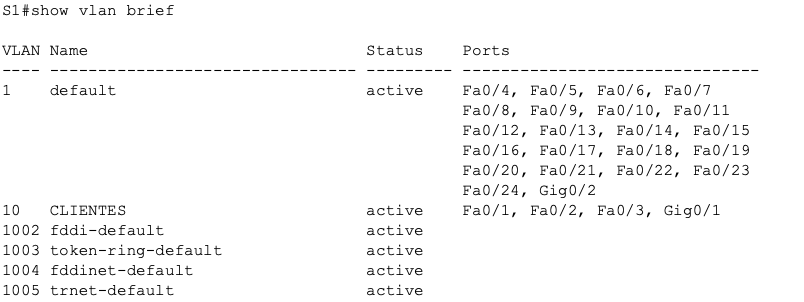 S1#show vlan brief
VLAN Name                             Status    Ports
---- -------------------------------- --------- -------------------------------
1    default                          active    Fa0/4, Fa0/5, Fa0/6, Fa0/7
                                                Fa0/8, Fa0/9, Fa0/10, Fa0/11
                                                Fa0/12, Fa0/13, Fa0/14, Fa0/15
                                                Fa0/16, Fa0/17, Fa0/18, Fa0/19
                                                Fa0/20, Fa0/21, Fa0/22, Fa0/23
                                                Fa0/24, Gig0/2
10   CLIENTES                         active    Fa0/1, Fa0/2, Fa0/3, Gig0/1
1002 fddi-default                     active
1003 token-ring-default               active
1004 fddinet-default                  active
1005 trnet-default                    active